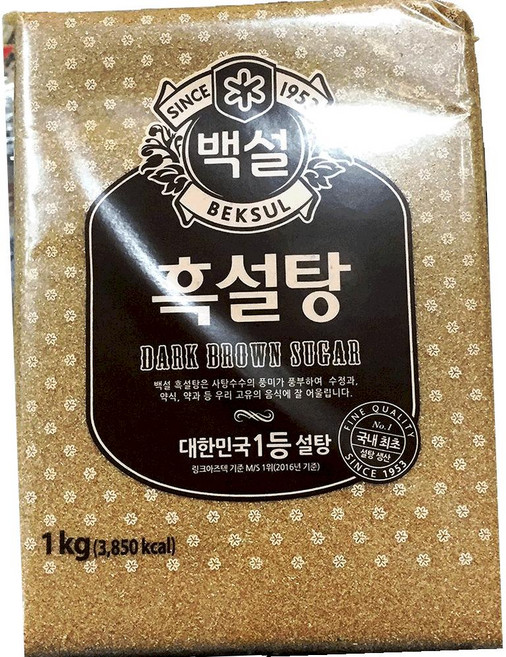 SINCE 1953
백설
BEKSUL
흑설탕
DARK BROWN SUGAR
백설 흑설탕은 사탕수수의 풍미가 풍부하여 수정과,
약식, 약과 등 우리 고유의 음식에 잘 어울립니다.
대한민국1등 설탕
링크아즈텍 기준 M/S 1위(2016년 기준)
FINE QUALITY
No.1
국내 최초
설탕 생산
SINCE 1953
1kg(3,850 kcal)